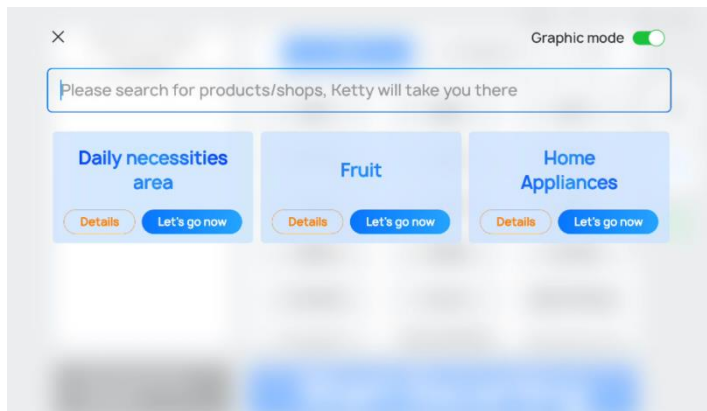 Graphic mode
Please search for products/shops, Ketty will take you there
Daily necessities
area
Details
Let's go now
Fruit
Details
Let's go now
Home
Appliances
Details
Let's go now